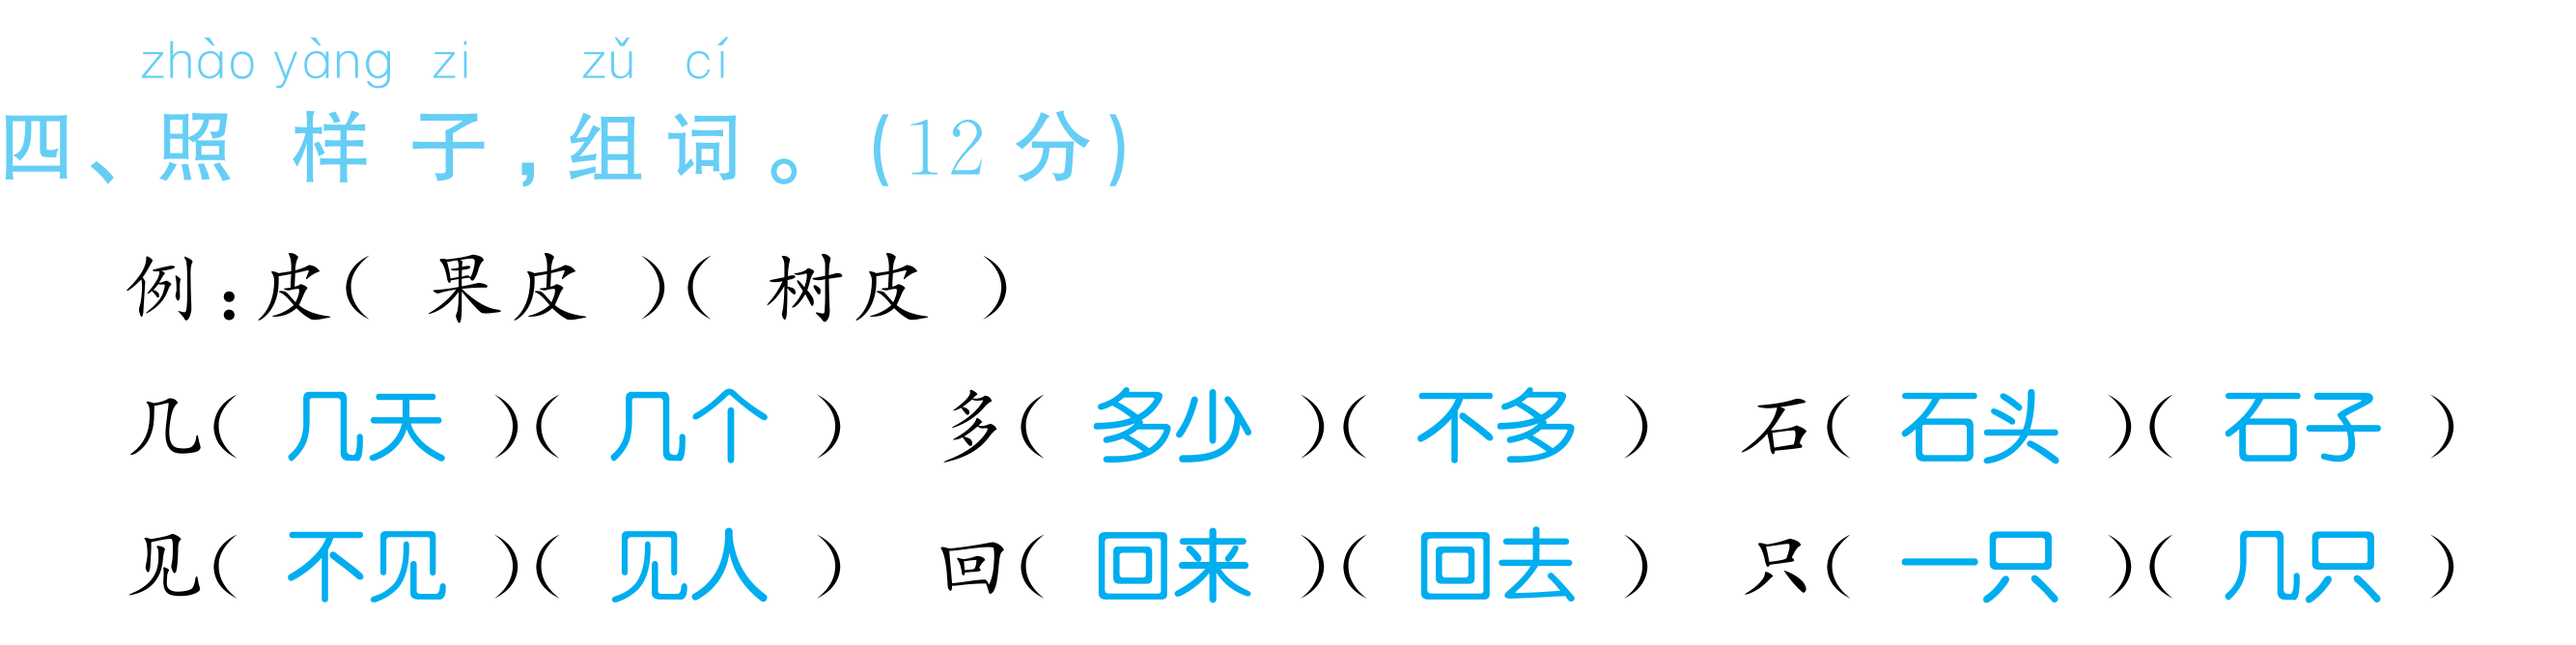 zhào yàng zi zǔ cí
四、照样子,组词。(12分)
例:皮( 果皮 )( 树皮 )
几( 几天 )( 几个 ) 多( 多少 )( 不多 ) 石( 石头 )( 石子 )
见( 不见 )( 见人 ) 回( 回来 )( 回去 ) 只( 一只 )( 几只 )